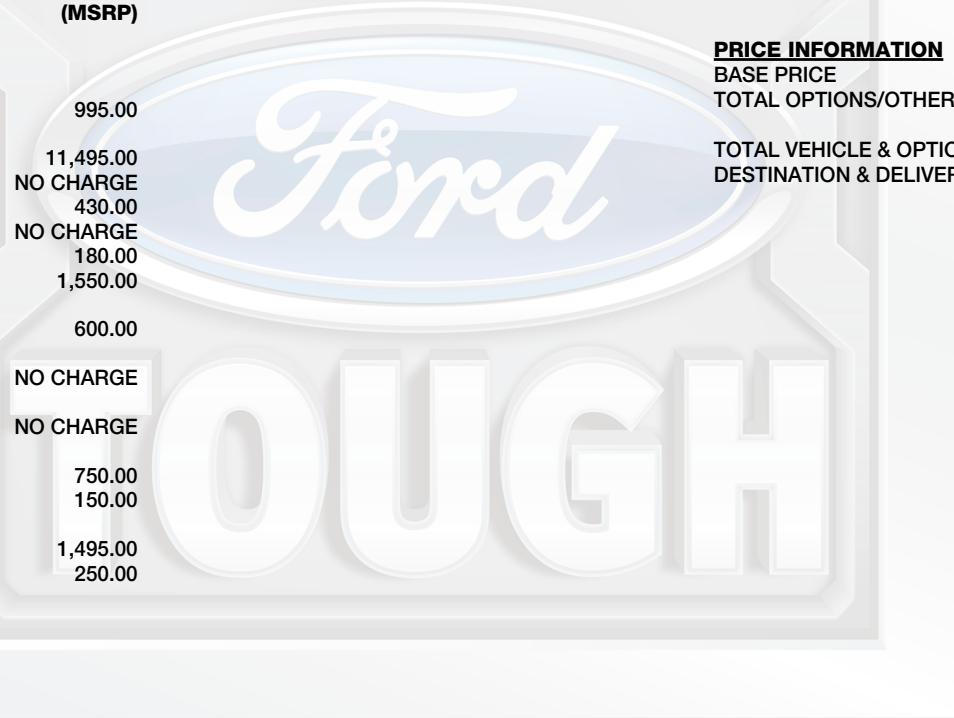 (MSRP)
995.00
11,495.00
NO CHARGE
430.00
NO CHARGE
180.00
1,550.00
600.00
NO CHARGE
NO CHARGE
750.00
150.00
1,495.00
250.00
PRICE INFORMATION
BASE PRICE
TOTAL OPTIONS/OTHER
TOTAL VEHICLE & OPTIO
DESTINATION & DELIVER
Ford
TOUGH